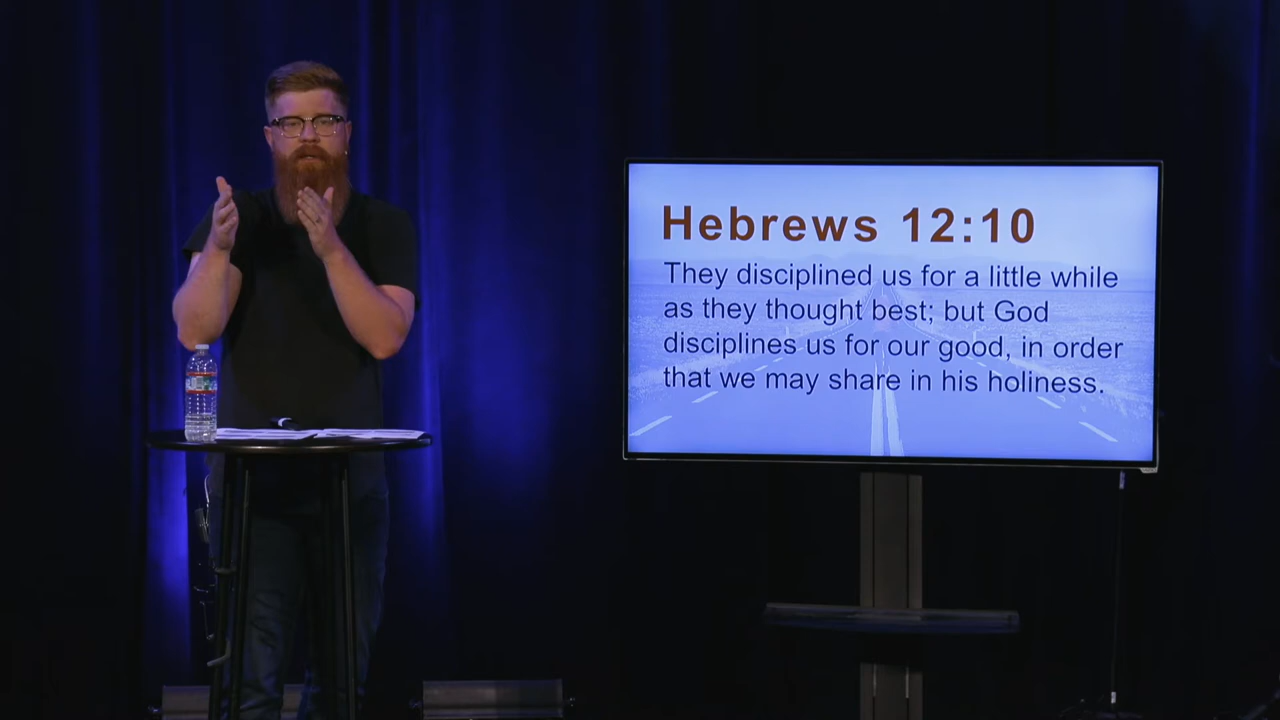 Hebrews 12:10
They disciplined us for a little while
as they thought best; but God
disciplines us for our good, in order
that we may share in his holiness.